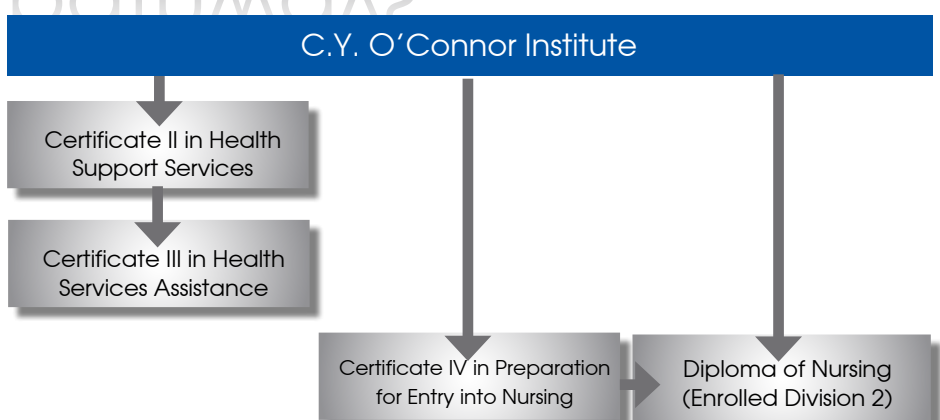 C.Y. O'Connor Institute
Certificate II in Health
Support Services
Certificate III in Health
Services Assistance
Certificate IV in Preparation
for Entry into Nursing
Diploma of Nursing
(Enrolled Division 2)